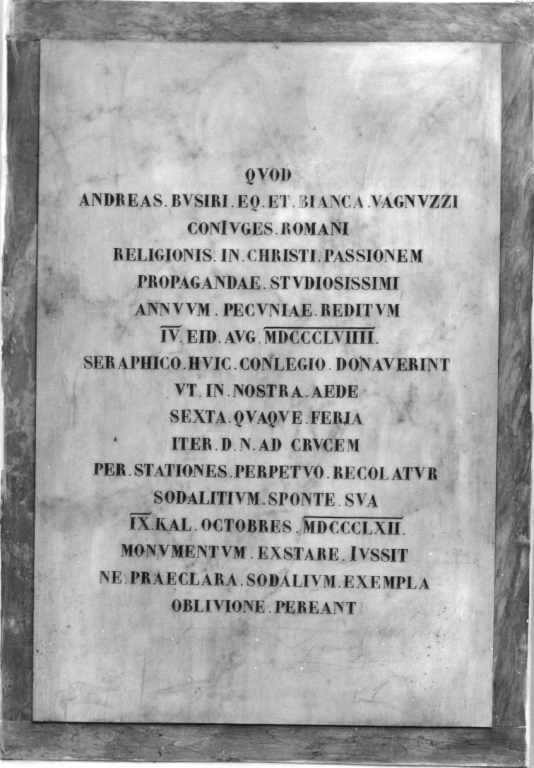 QVOD
ANDREAS. BVSIRI. EQ. ET. BIANCA. VAGNVZZI
CONIVGES. ROMANI
RELIGIONIS. IN. CHRISTI. PASSIONEM
PROPAGANDAE. STVDIOSISSIMI
ANNVVM. PECVNIAE. REDITVM
IV. EID. AVG. MDCCCLVIIII.
SERAPHICO. HVIC. CONLEGIO. DONAVERINT
VT. IN. NOSTRA. AEDE
SEXTA. QVAQVE. FERIA
ITER. D. N. AD CRVCEM
PER. STATIONES. PERPETVO. RECOLATVR
SODALITIVM. SPONTE. SVA
IX. KAL. OCTOBRES. MDCCCLXII.
MONVMENTVM. EXSTARE. IVSSIT
NE. PRAECLARA. SODALIVM. EXEMPLA
OBLIVIONE. PEREANT